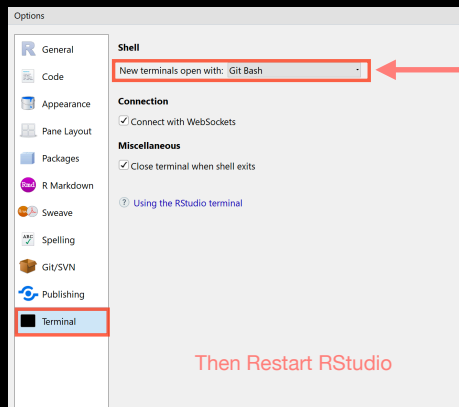 Options
General
Code
Appearance
Pane Layout
Packages
Rmd R Markdown
Sweave
ABC Spelling
Git/SVN
Publishing
Terminal
Shell
New terminals open with: Git Bash
Connection
Connect with WebSockets
Miscellaneous
Close terminal when shell exits
? Using the RStudio terminal
Then Restart RStudio